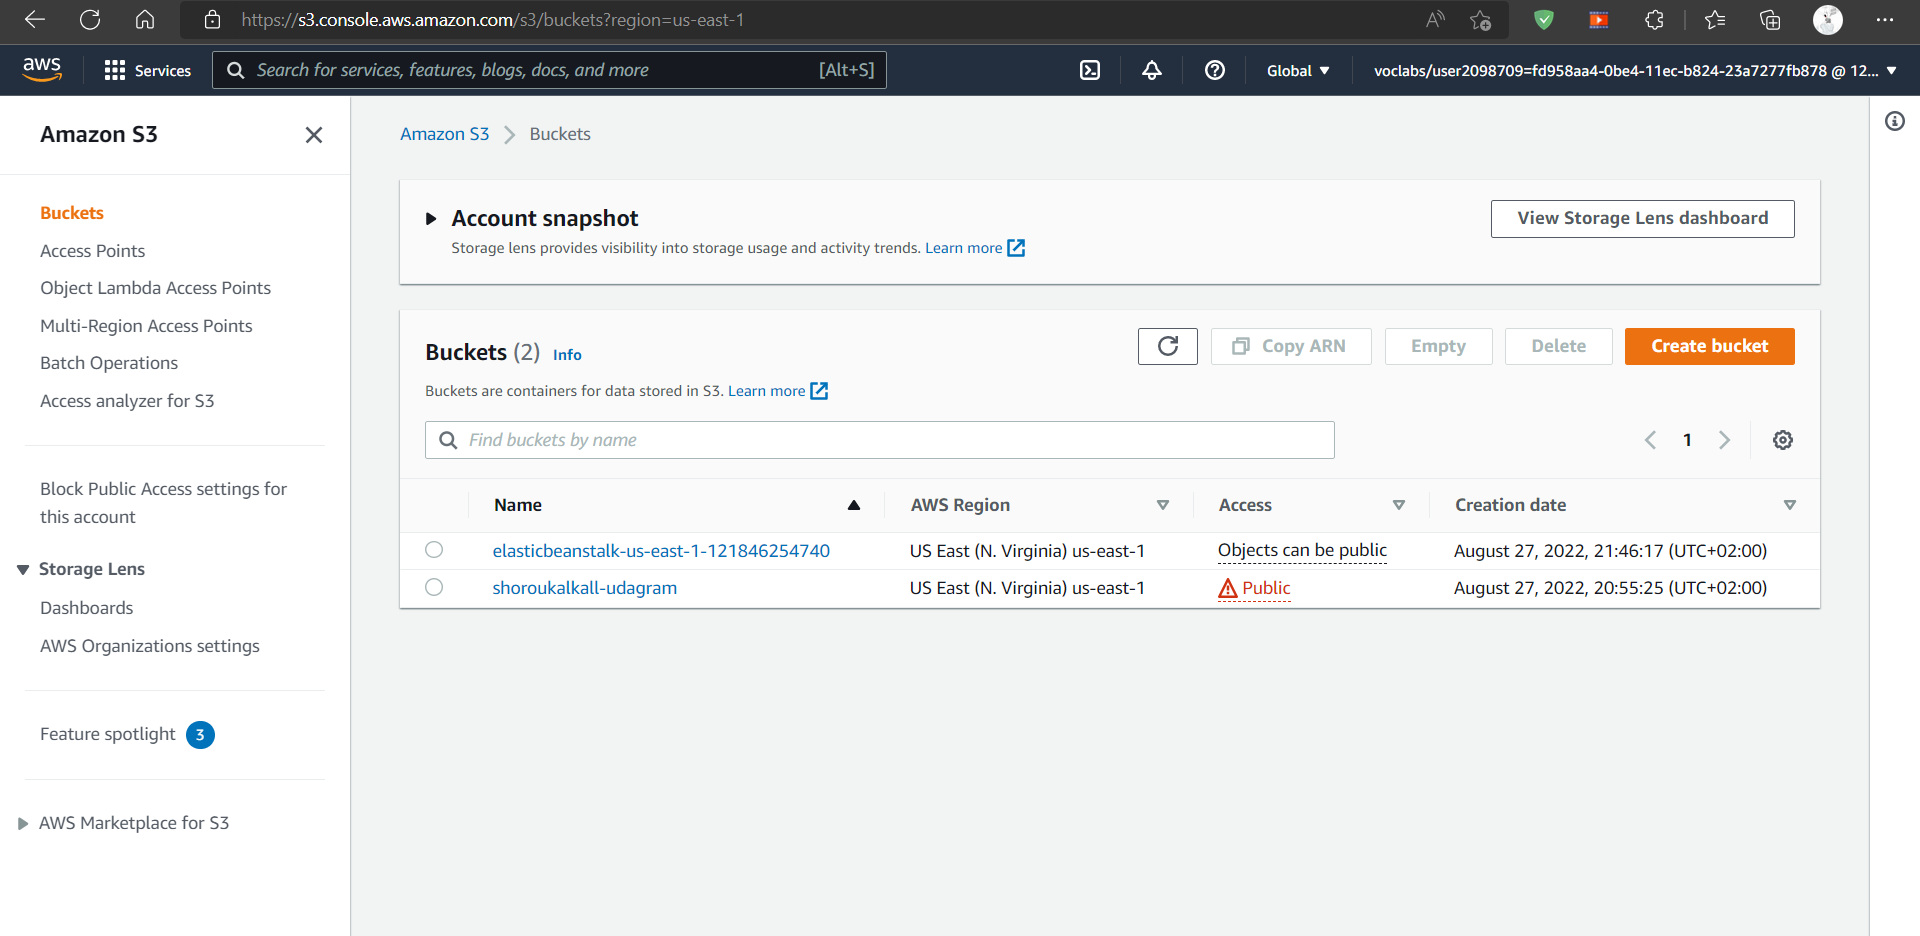 https://s3.console.aws.amazon.com/s3/buckets?region=us-east-1
aws
Services
Search for services, features, blogs, docs, and more
[Alt+S]
Global
voclabs/user2098709=fd958aa4-0be4-11ec-b824-23a7277fb878 @ 12...
Amazon S3
Buckets
Access Points
Object Lambda Access Points
Multi-Region Access Points
Batch Operations
Access analyzer for S3
Block Public Access settings for
this account
Storage Lens
Dashboards
AWS Organizations settings
Feature spotlight 3
AWS Marketplace for S3
Amazon S3 Buckets
Account snapshot
Storage lens provides visibility into storage usage and activity trends. Learn more
View Storage Lens dashboard
Buckets (2) Info
Copy ARN
Empty
Delete
Create bucket
Buckets are containers for data stored in S3. Learn more
Find buckets by name
1
Name AWS Region Access Creation date
elasticbeanstalk-us-east-1-121846254740 US East (N. Virginia) us-east-1 Objects can be public August 27, 2022, 21:46:17 (UTC+02:00)
shoroukalkall-udagram US East (N. Virginia) us-east-1 Public August 27, 2022, 20:55:25 (UTC+02:00)